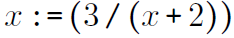 x := (3 / (x + 2))